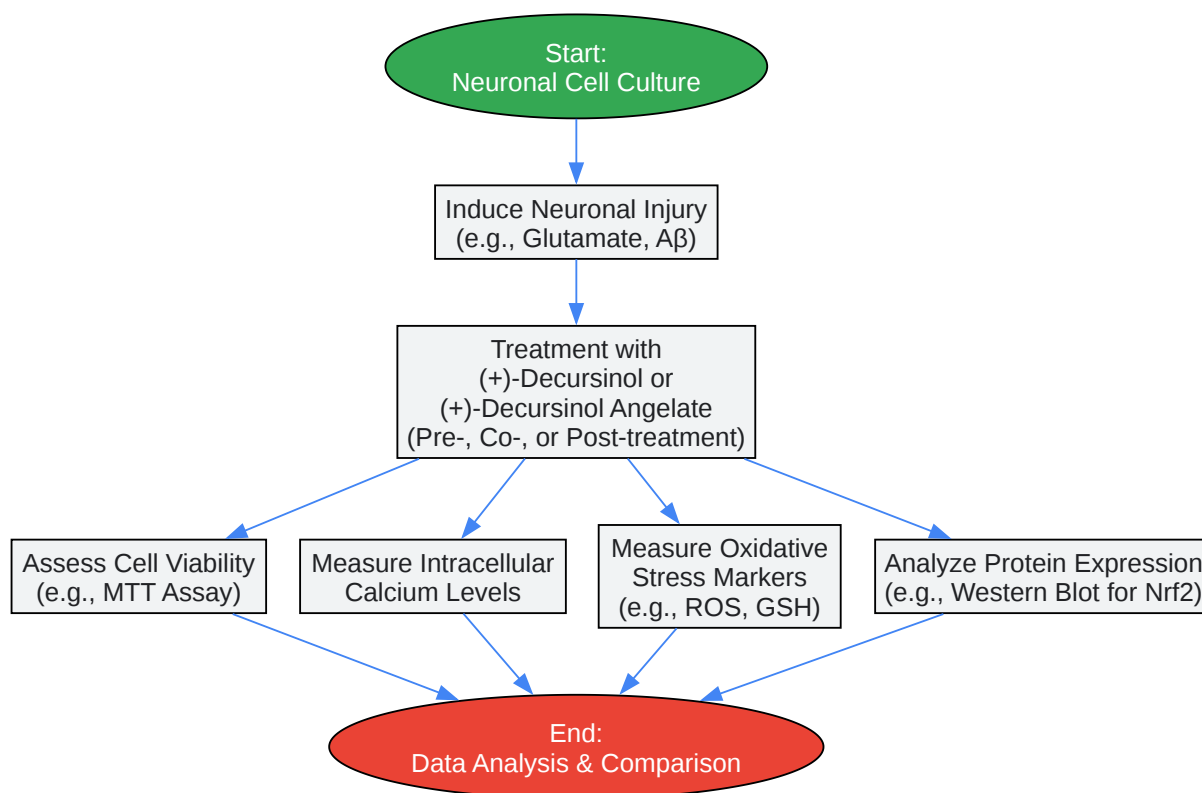 Start:
Neuronal Cell Culture
Induce Neuronal Injury
(e.g., Glutamate, Aβ)
Treatment with
(+)-Decursinol or
(+)-Decursinol Angelate
(Pre-, Co-, or Post-treatment)
Assess Cell Viability
(e.g., MTT Assay)
Measure Intracellular
Calcium Levels
Measure Oxidative
Stress Markers
(e.g., ROS, GSH)
Analyze Protein Expression
(e.g., Western Blot for Nrf2)
End:
Data Analysis & Comparison